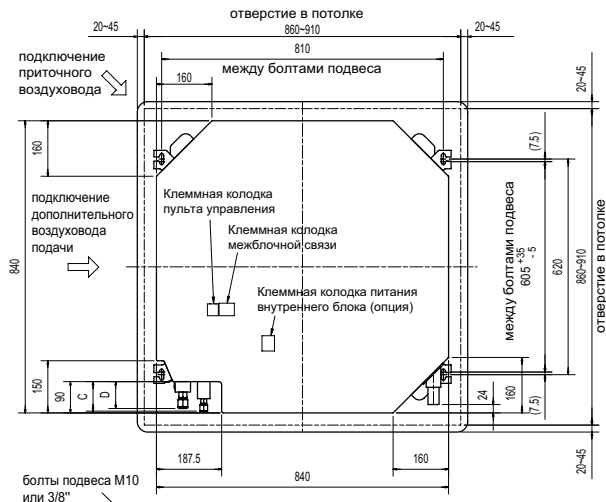 отверстие в потолке
20~45
860~910
20~45
810
между болтами подвеса
подключение
приточного
воздуховода
160
20~45
160
(7.5)
Клеммная колодка
пульта управления
Клеммная колодка
межблочной связи
подключение
дополнительного
воздуховода
подачи
840
Клеммная колодка питания
внутреннего блока (опция)
между болтами подвеса
605 +35 - 5
620
860~910
отверстие в потолке
150
90
C
D
24
160
(7.5)
187.5
160
840
20~45
болты подвеса M10
или 3/8"